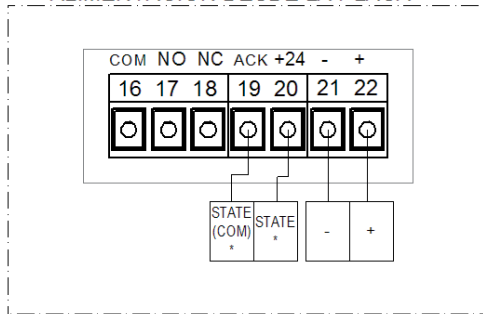 COM NO NC ACK +24 - +
16 17 18 19 20 21 22
STATE (COM) *
STATE *
-
+